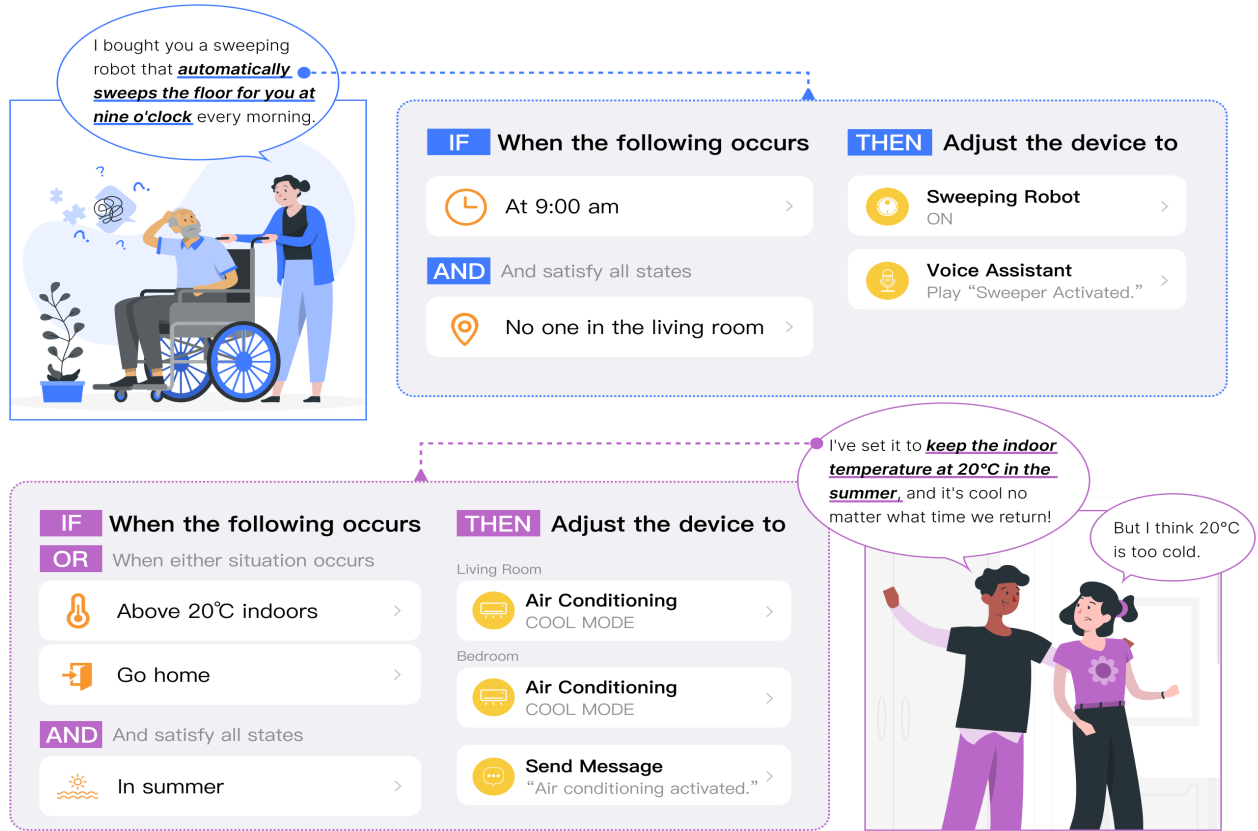 I bought you a sweeping
robot that automatically
sweeps the floor for you at
nine o'clock every morning.
IF When the following occurs
At 9:00 am
AND And satisfy all states
No one in the living room
THEN Adjust the device to
Sweeping Robot
ON
Voice Assistant
Play “Sweeper Activated.”
I've set it to keep the indoor
temperature at 20°C in the
summer, and it's cool no
matter what time we return!
But I think 20°C
is too cold.
IF When the following occurs
OR When either situation occurs
Above 20℃ indoors
Go home
AND And satisfy all states
In summer
THEN Adjust the device to
Living Room
Air Conditioning
COOL MODE
Bedroom
Air Conditioning
COOL MODE
Send Message
“Air conditioning activated.”